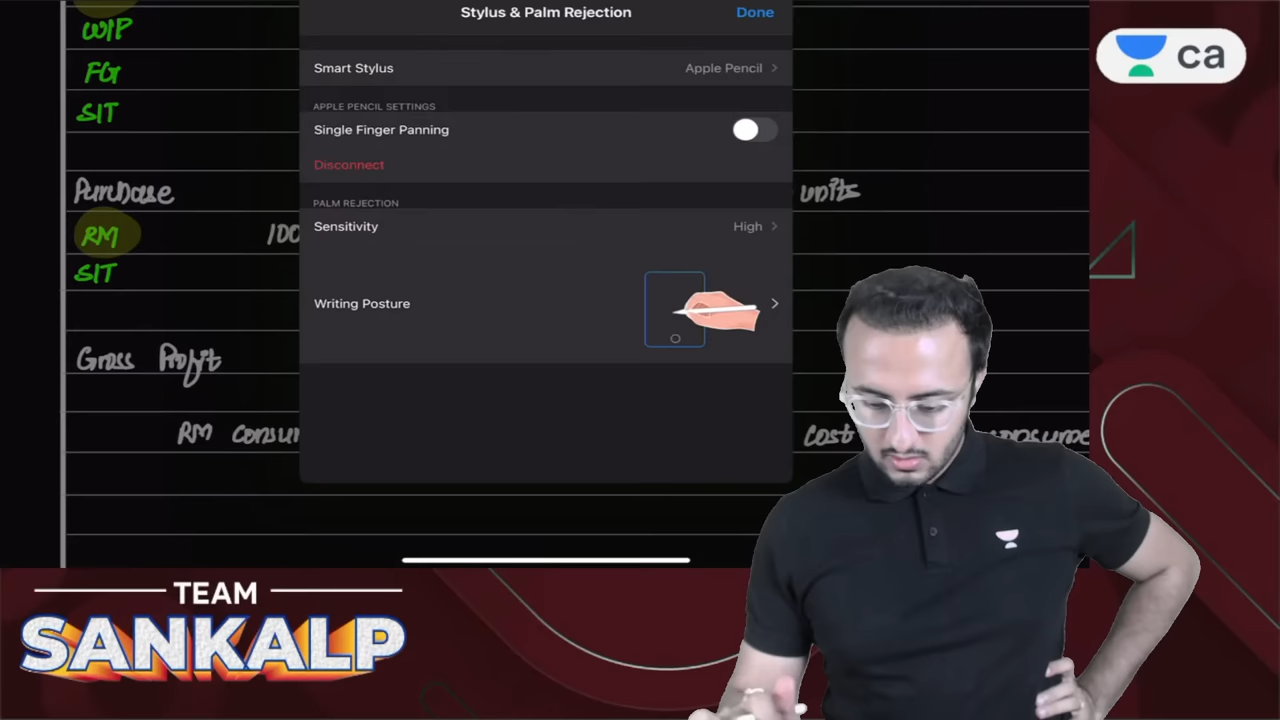 Stylus & Palm Rejection Done
WIP
Smart Stylus Apple Pencil
FG
APPLE PENCIL SETTINGS
SIT
Single Finger Panning
Disconnect
Purchase units
PALM REJECTION
RM 100
Sensitivity High
SIT
Writing Posture
Gross Profit
RM Cost
ca
TEAM
SANKALP